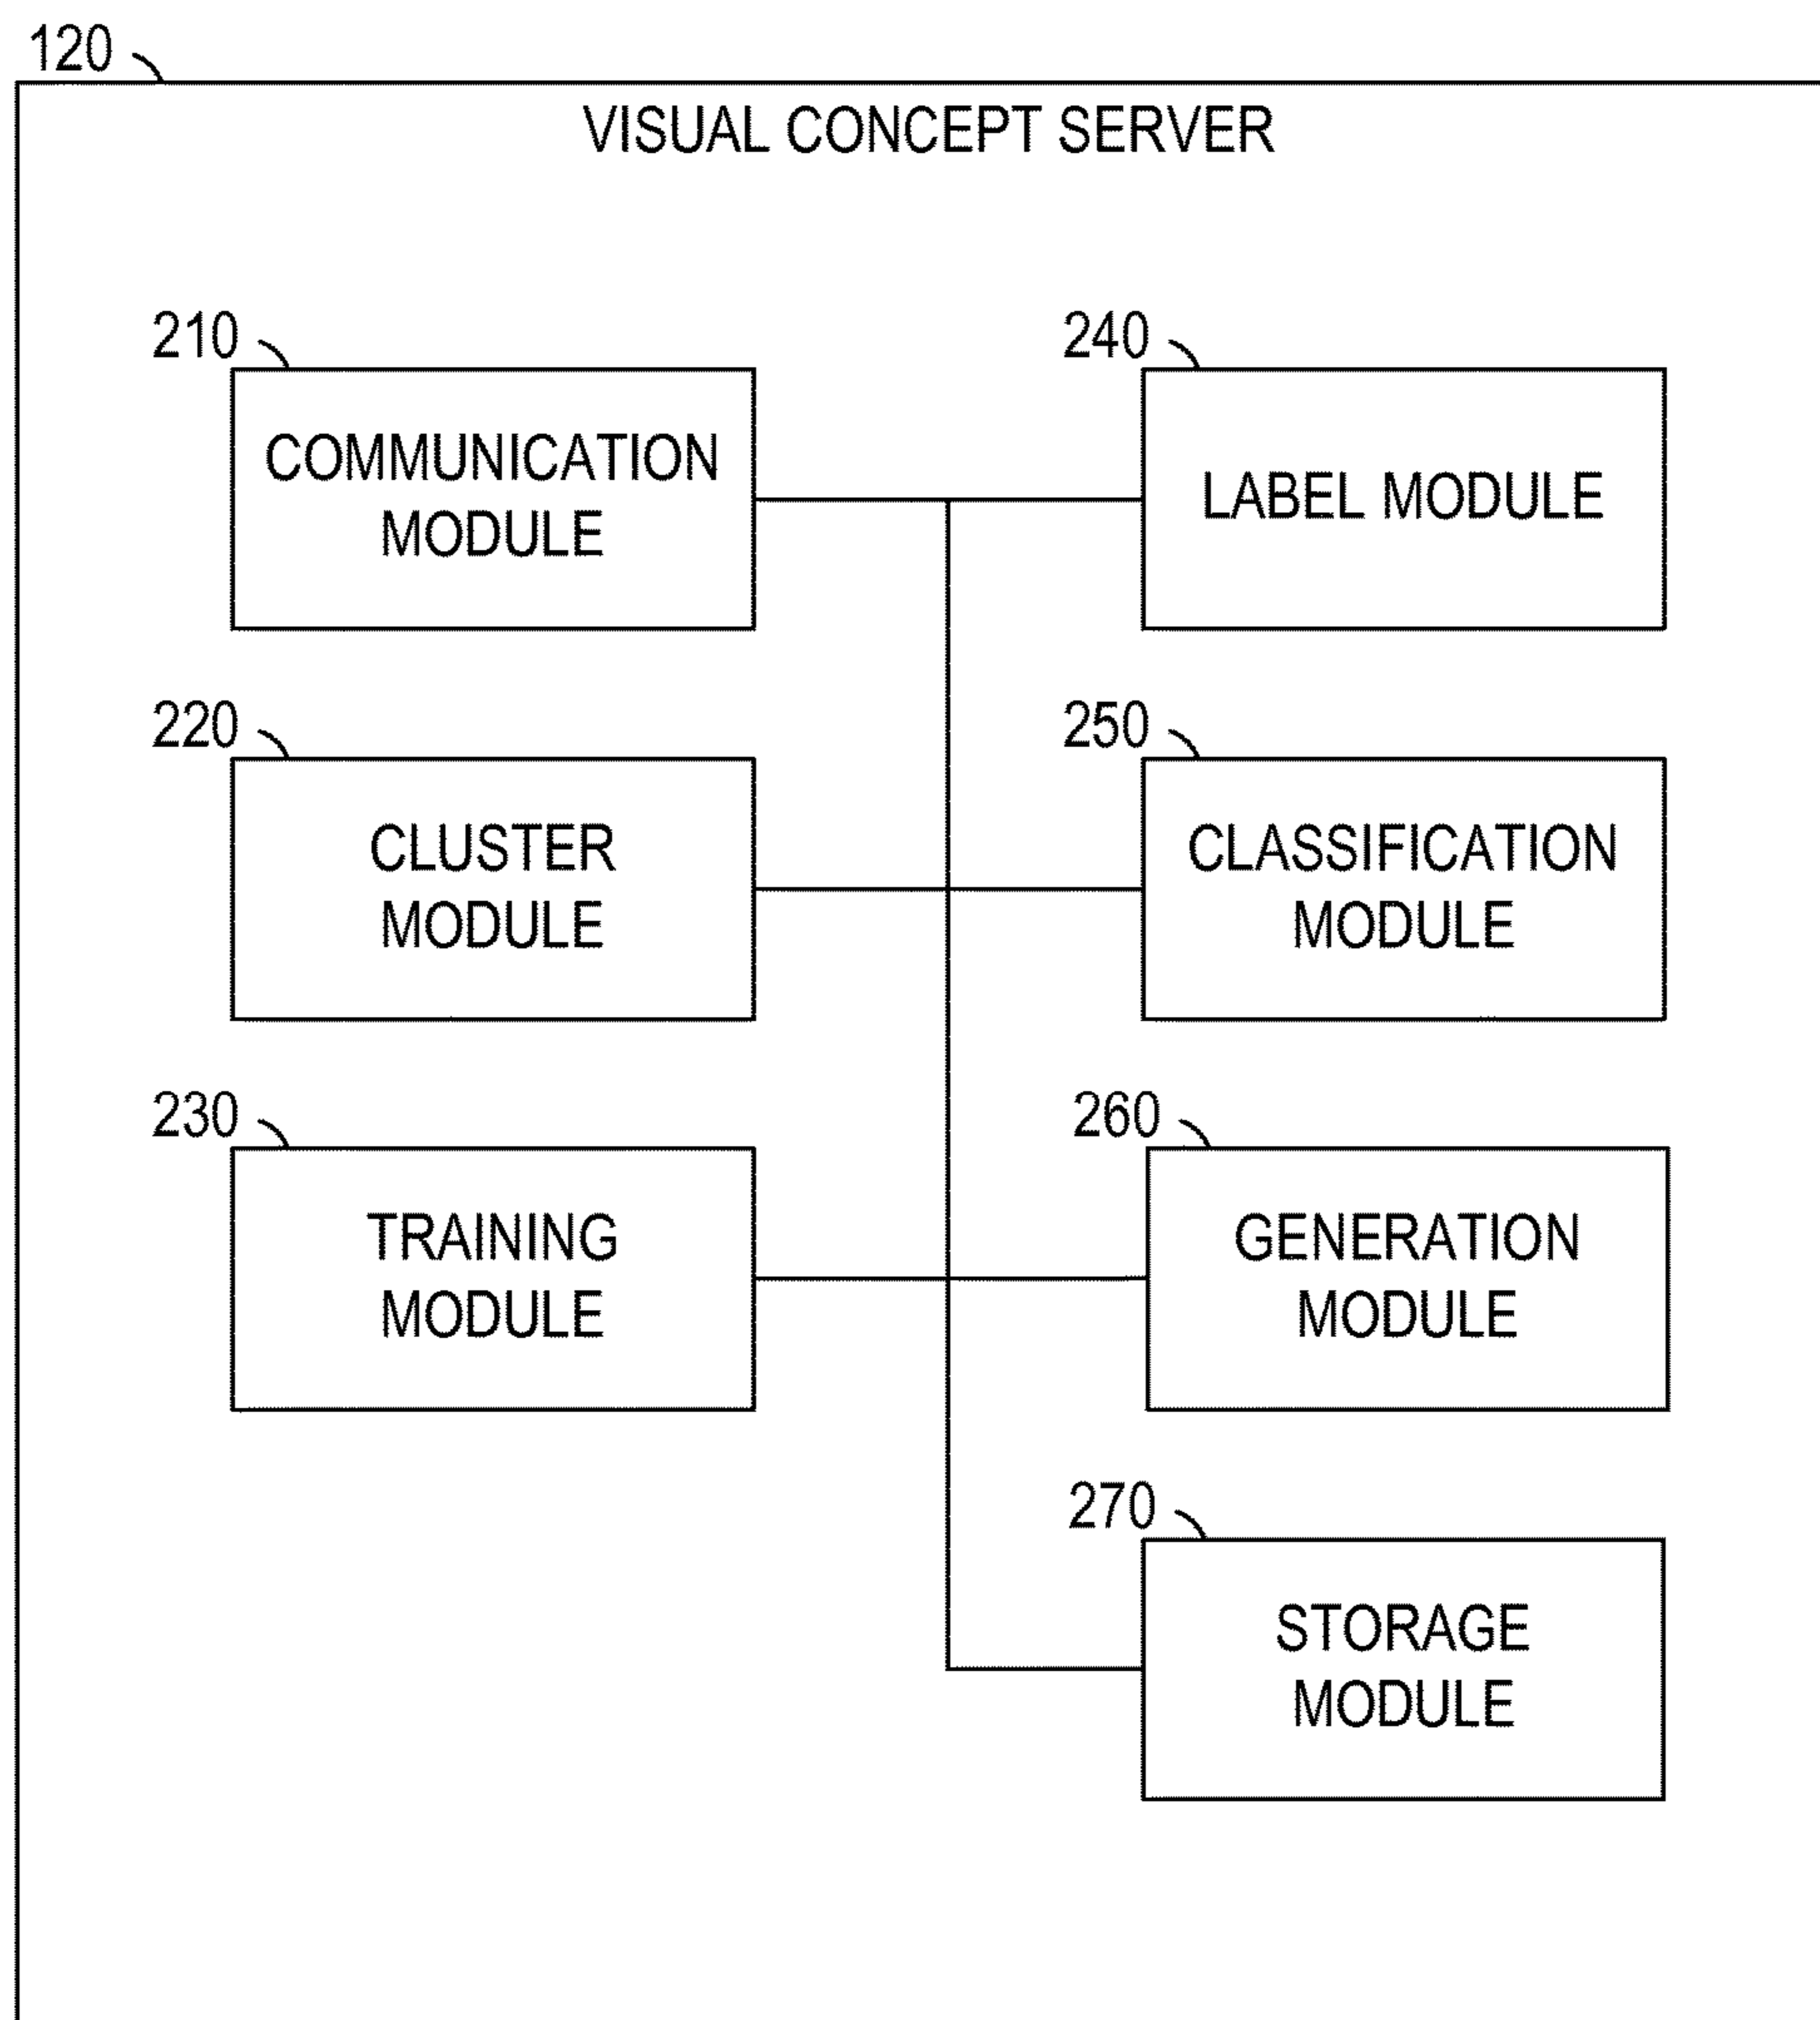 120
VISUAL CONCEPT SERVER
210
COMMUNICATION
MODULE
240
LABEL MODULE
220
CLUSTER
MODULE
250
CLASSIFICATION
MODULE
230
TRAINING
MODULE
260
GENERATION
MODULE
270
STORAGE
MODULE